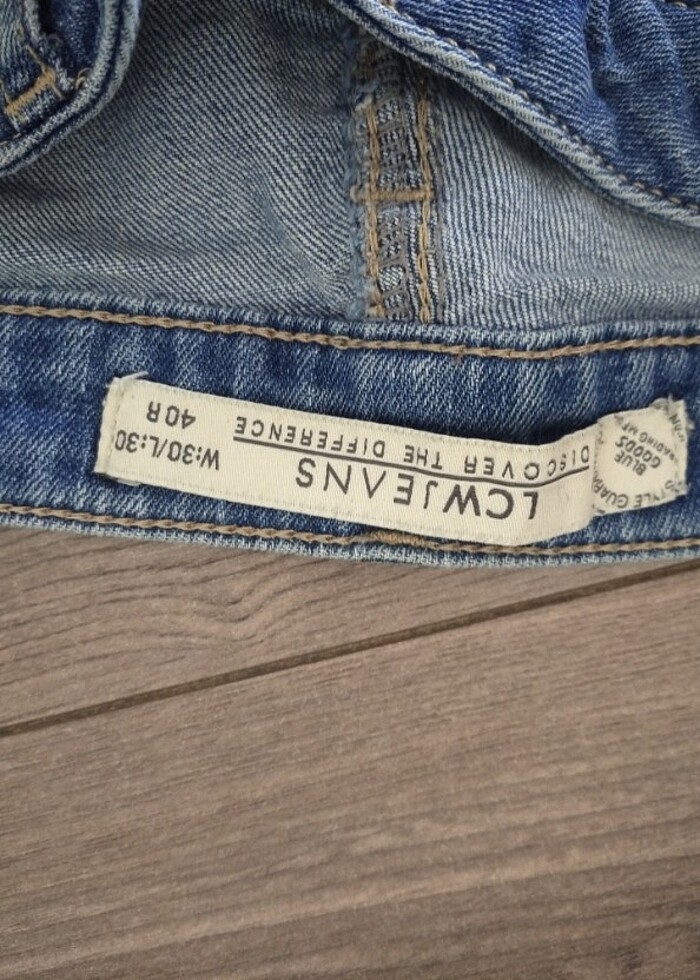 LCWJEANS
DISCOVER THE DIFFERENCE
W:30/L:30
40R
BLUE
GOODS